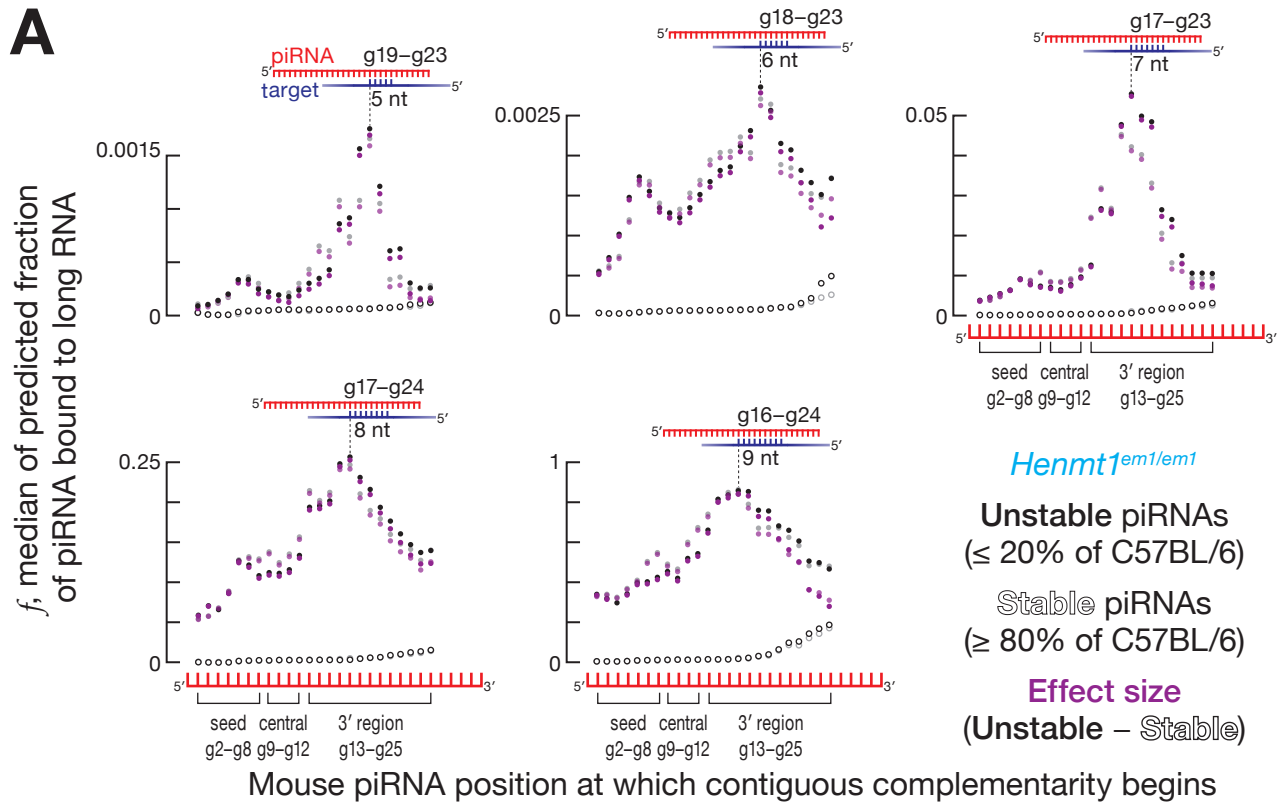 A
f, median of predicted fraction
of piRNA bound to long RNA
piRNA
g19–g23
5′
target
5 nt
5′
0.0015
0
g18–g23
5′
5′
6 nt
0.0025
0
g17–g23
5′
5′
7 nt
0.05
0
5′ 3′
seed central 3′ region
g2–g8 g9–g12 g13–g25
g17–g24
5′
5′
8 nt
0.25
0
5′ 3′
seed central 3′ region
g2–g8 g9–g12 g13–g25
g16–g24
5′
5′
9 nt
1
0
5′ 3′
seed central 3′ region
g2–g8 g9–g12 g13–g25
Henmt1em1/em1
Unstable piRNAs
(≤ 20% of C57BL/6)
Stable piRNAs
(≥ 80% of C57BL/6)
Effect size
(Unstable – Stable)
Mouse piRNA position at which contiguous complementarity begins